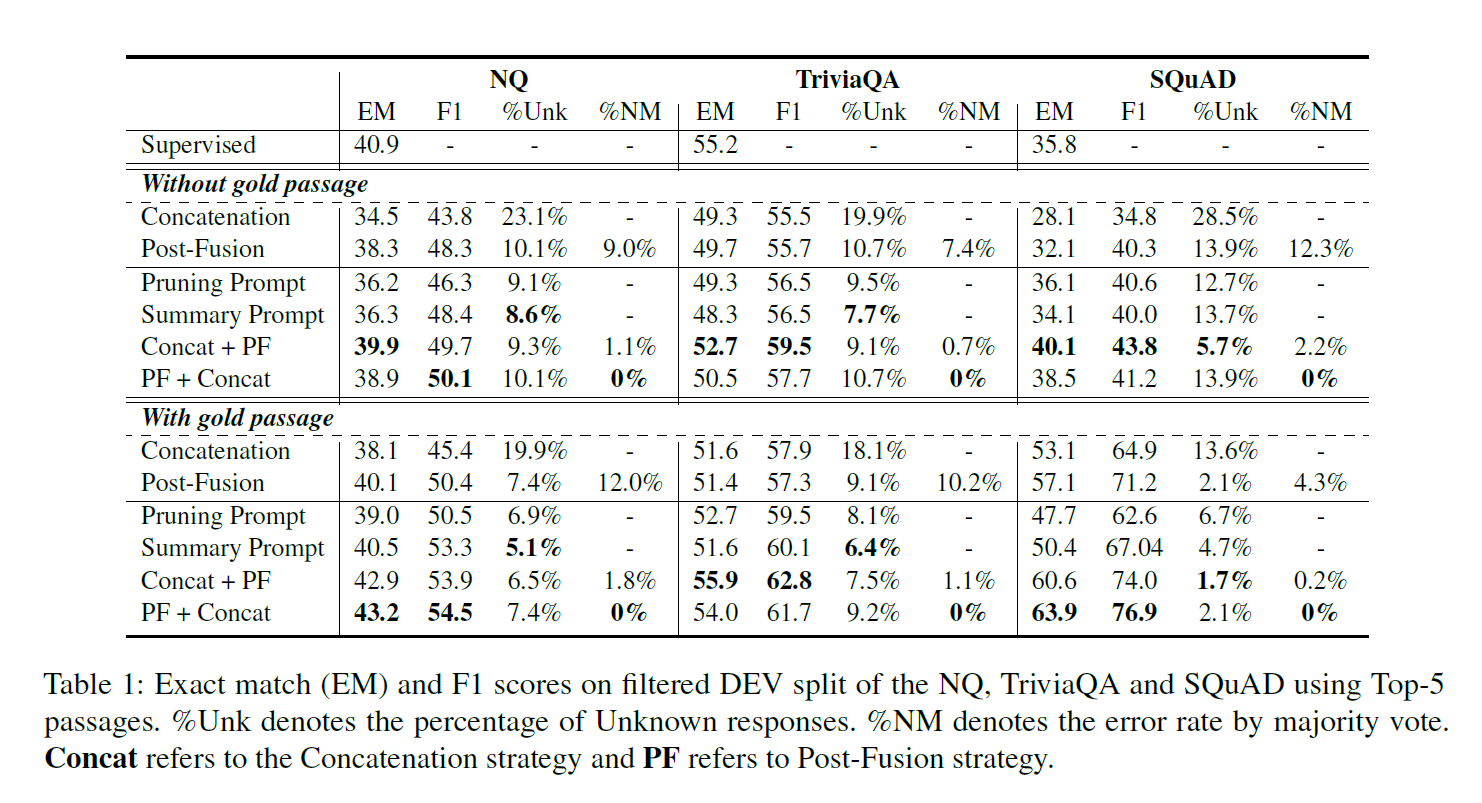 NQ TriviaQA SQuAD
EM F1 %Unk %NM EM F1 %Unk %NM EM F1 %Unk %NM
Supervised 40.9 - - - 55.2 - - - 35.8 - - -
Without gold passage
Concatenation 34.5 43.8 23.1% - 49.3 55.5 19.9% - 28.1 34.8 28.5% -
Post-Fusion 38.3 48.3 10.1% 9.0% 49.7 55.7 10.7% 7.4% 32.1 40.3 13.9% 12.3%
Pruning Prompt 36.2 46.3 9.1% - 49.3 56.5 9.5% - 36.1 40.6 12.7% -
Summary Prompt 36.3 48.4 8.6% - 48.3 56.5 7.7% - 34.1 40.0 13.7% -
Concat + PF 39.9 49.7 9.3% 1.1% 52.7 59.5 9.1% 0.7% 40.1 43.8 5.7% 2.2%
PF + Concat 38.9 50.1 10.1% 0% 50.5 57.7 10.7% 0% 38.5 41.2 13.9% 0%
With gold passage
Concatenation 38.1 45.4 19.9% - 51.6 57.9 18.1% - 53.1 64.9 13.6% -
Post-Fusion 40.1 50.4 7.4% 12.0% 51.4 57.3 9.1% 10.2% 57.1 71.2 2.1% 4.3%
Pruning Prompt 39.0 50.5 6.9% - 52.7 59.5 8.1% - 47.7 62.6 6.7% -
Summary Prompt 40.5 53.3 5.1% - 51.6 60.1 6.4% - 50.4 67.04 4.7% -
Concat + PF 42.9 53.9 6.5% 1.8% 55.9 62.8 7.5% 1.1% 60.6 74.0 1.7% 0.2%
PF + Concat 43.2 54.5 7.4% 0% 54.0 61.7 9.2% 0% 63.9 76.9 2.1% 0%
Table 1: Exact match (EM) and F1 scores on filtered DEV split of the NQ, TriviaQA and SQuAD using Top-5
passages. %Unk denotes the percentage of Unknown responses. %NM denotes the error rate by majority vote.
Concat refers to the Concatenation strategy and PF refers to Post-Fusion strategy.